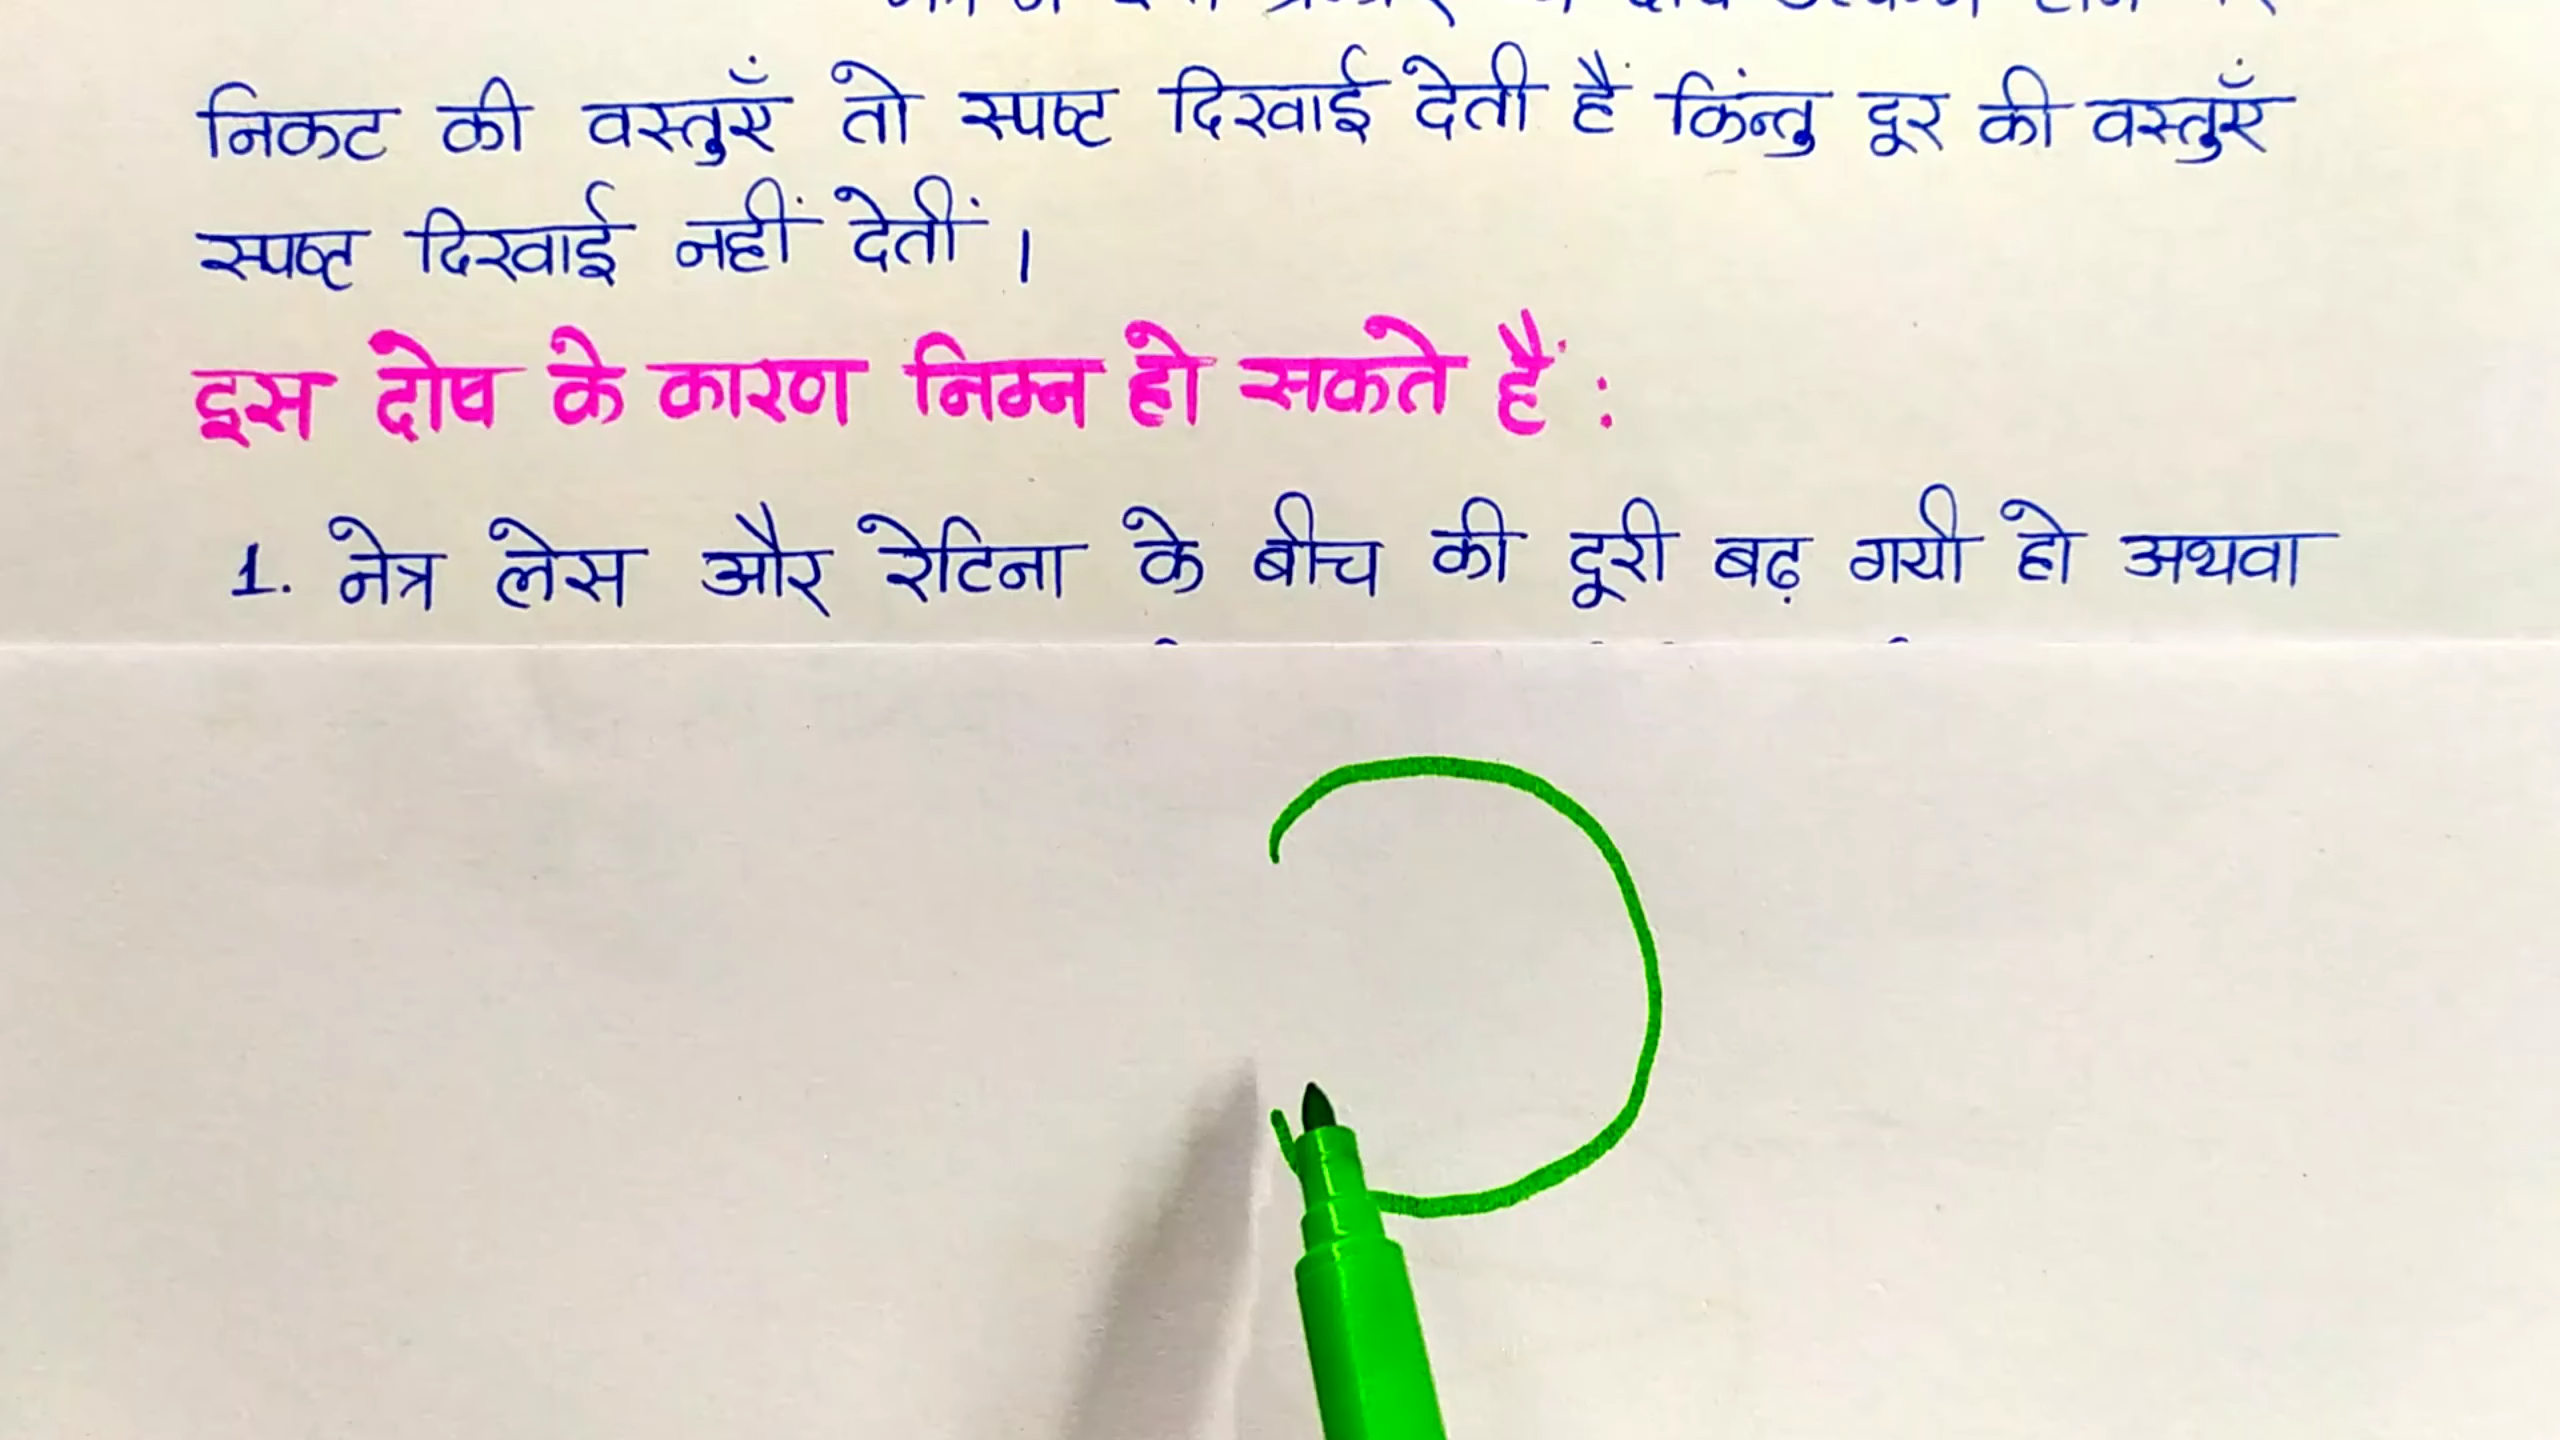 निकट की वस्तुएँ तो स्पष्ट दिखाई देती हैं किंन्तु दूर की वस्तुएँ
स्पष्ट दिखाई नहीं देतीं ।
इस दोष के कारण निम्न हो सकते हैं :
1. नेत्र लेंस और रेटिना के बीच की दूरी बढ़ गयी हो अथवा